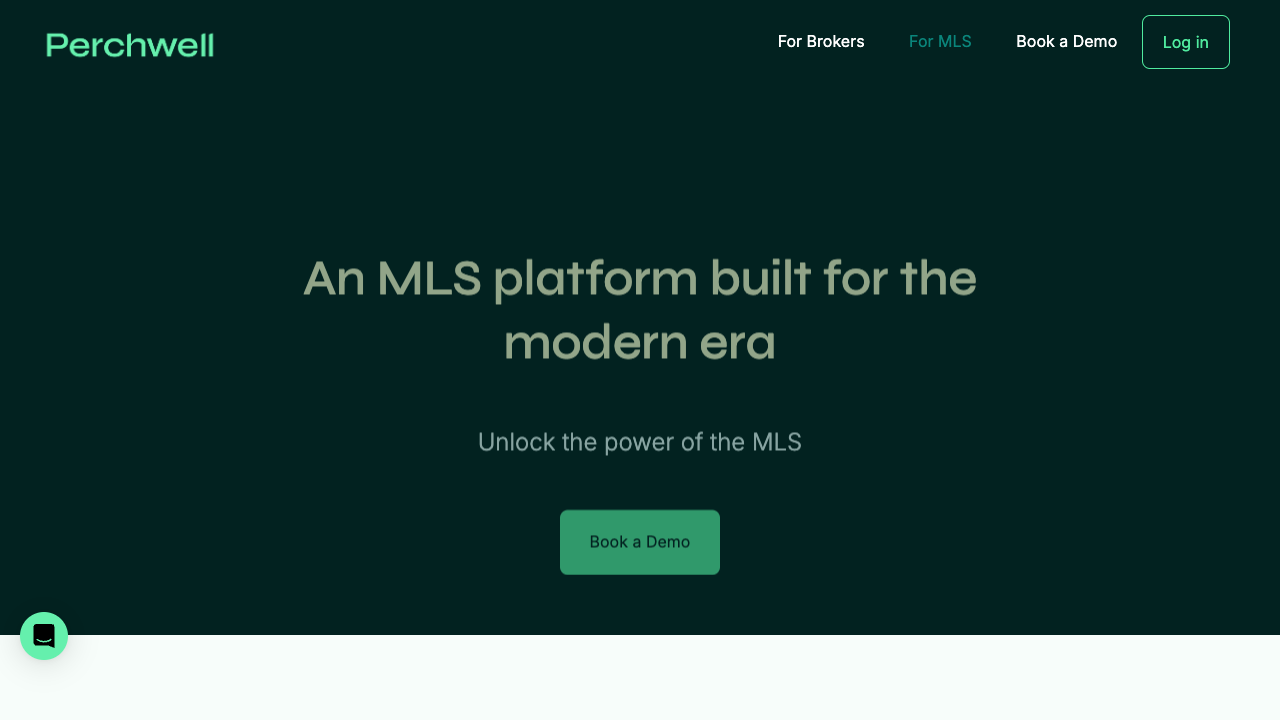 Perchwell
For Brokers
For MLS
Book a Demo
Log in
An MLS platform built for the
modern era
Unlock the power of the MLS
Book a Demo